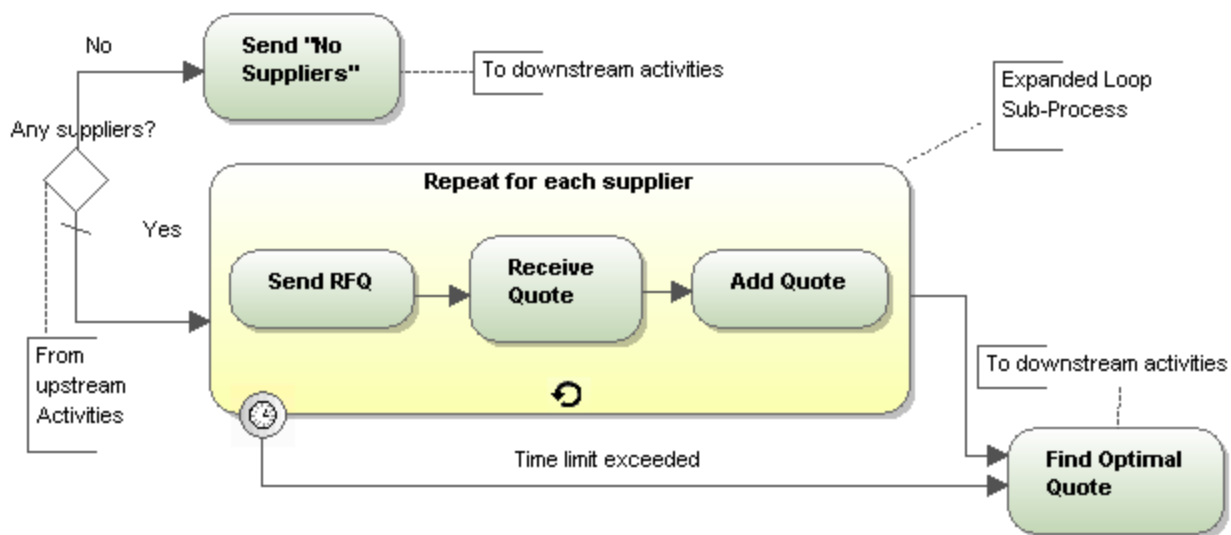 No
Send "No
Suppliers"
To downstream activities
Expanded Loop
Sub-Process
Any suppliers?
Repeat for each supplier
Yes
Send RFQ
Receive
Quote
Add Quote
From
upstream
Activities
To downstream activities
Time limit exceeded
Find Optimal
Quote